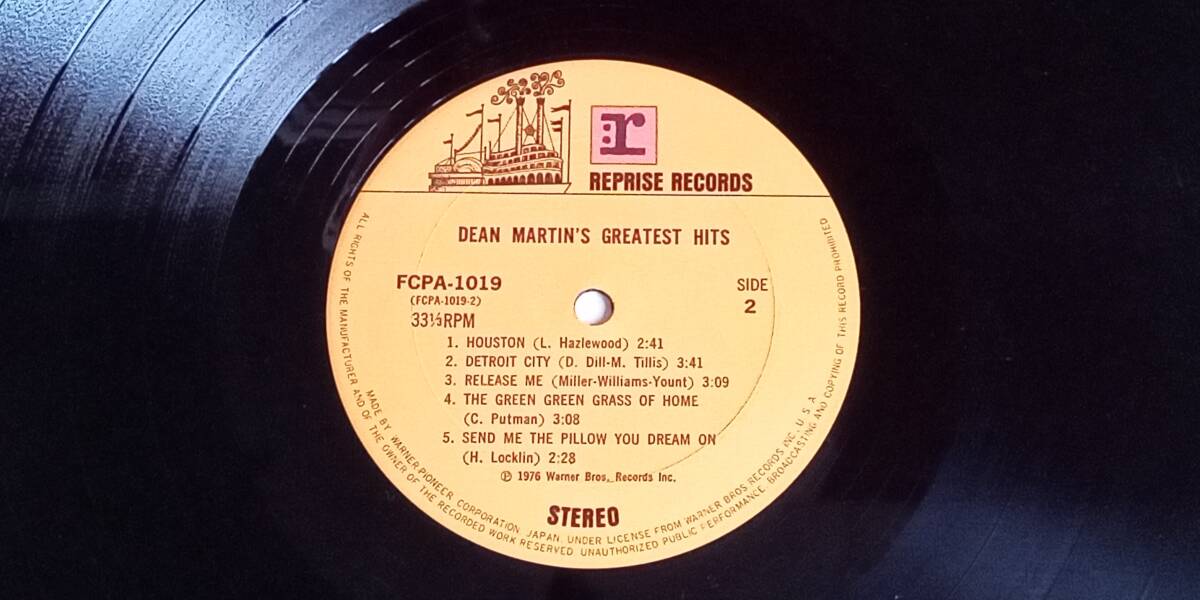 :r
REPRISE RECORDS
DEAN MARTIN'S GREATEST HITS
FCPA-1019
(FCPA-1019-2)
33⅓RPM
SIDE
2
1. HOUSTON (L. Hazlewood) 2:41
2. DETROIT CITY (D. Dill-M. Tillis) 3:41
3. RELEASE ME (Miller-Williams-Yount) 3:09
4. THE GREEN GREEN GRASS OF HOME
(C. Putman) 3:08
5. SEND ME THE PILLOW YOU DREAM ON
(H. Locklin) 2:28
Ⓟ 1976 Warner Bros. Records Inc.
STEREO
MADE BY WARNER-PIONEER CORPORATION, JAPAN, UNDER LICENSE FROM WARNER BROS RECORDS INC., U.S.A.
ALL RIGHTS OF THE MANUFACTURER AND OF THE OWNER OF THE RECORDED WORK RESERVED. UNAUTHORIZED PUBLIC PERFORMANCE, BROADCASTING AND COPYING OF THIS RECORD PROHIBITED